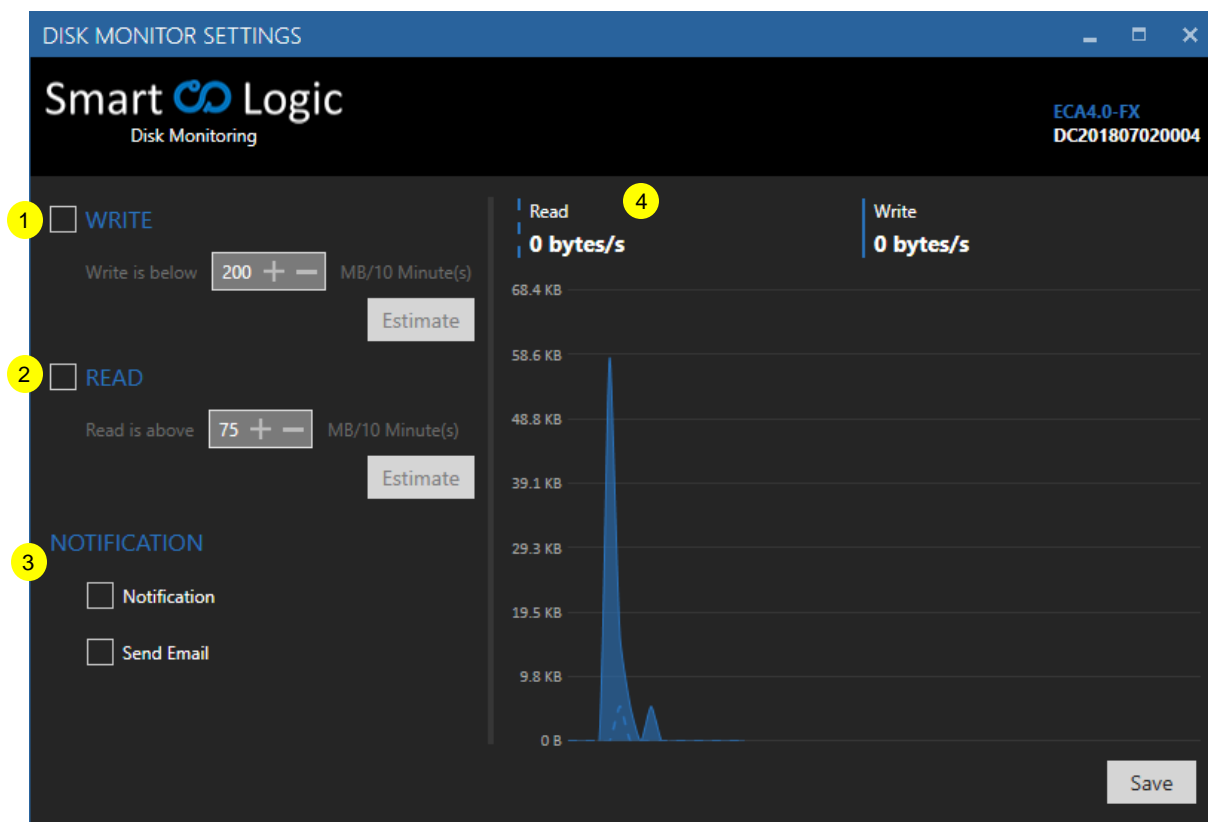 DISK MONITOR SETTINGS
Smart Logic
Disk Monitoring
ECA4.0-FX
DC201807020004
1
WRITE
Write is below 200 MB/10 Minute(s)
Estimate
2
READ
Read is above 75 MB/10 Minute(s)
Estimate
3
NOTIFICATION
Notification
Send Email
4
Read
0 bytes/s
Write
0 bytes/s
68.4 KB
58.6 KB
48.8 KB
39.1 KB
29.3 KB
19.5 KB
9.8 KB
0 B
Save